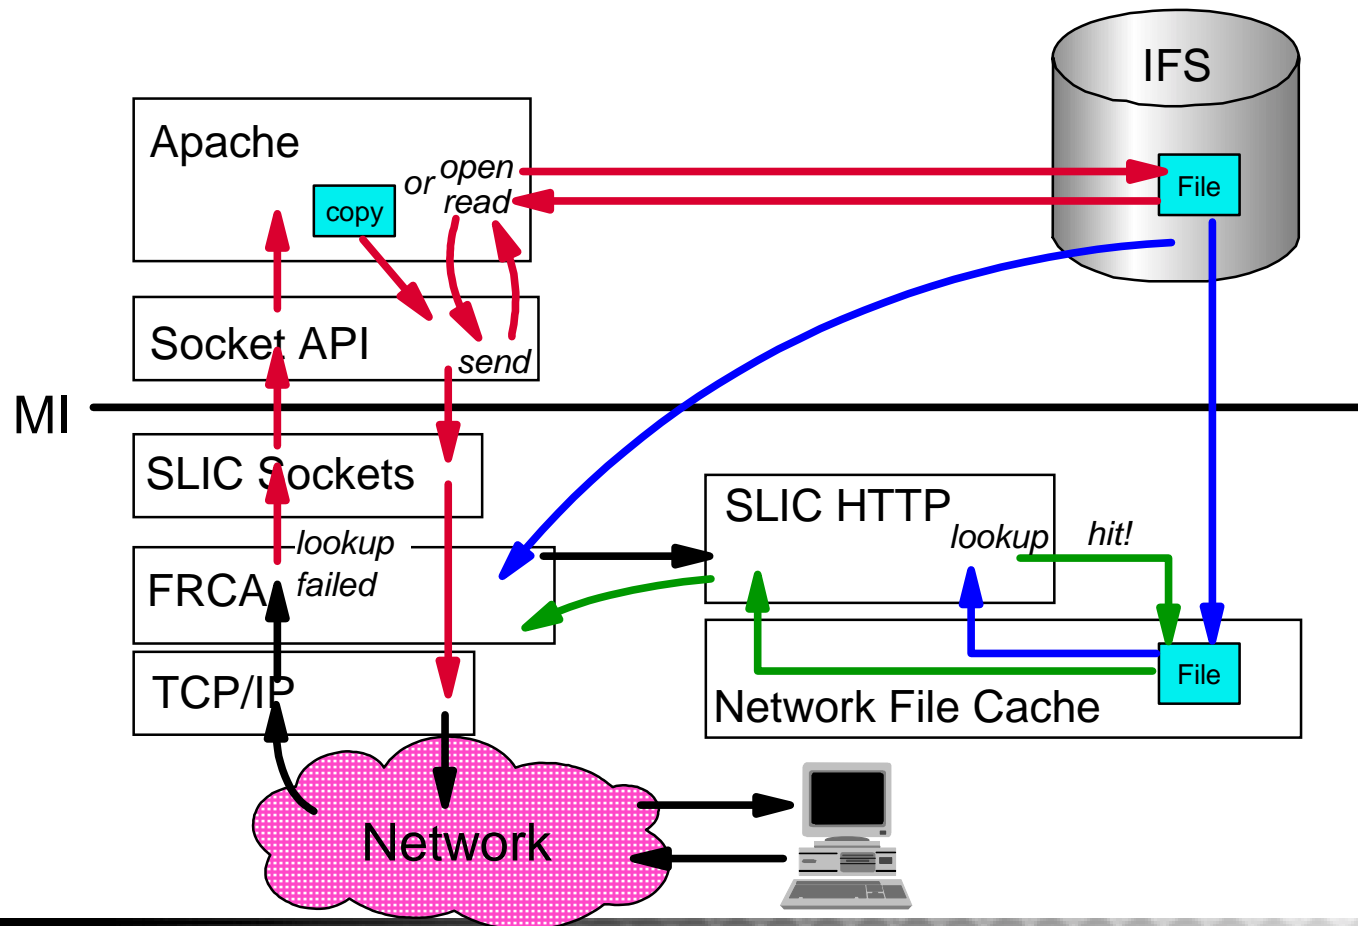 IFS
Apache
or open
read
copy
File
Socket API
send
MI
SLIC Sockets
SLIC HTTP
lookup hit!
lookup
failed
FRCA
TCP/IP
File
Network File Cache
Network